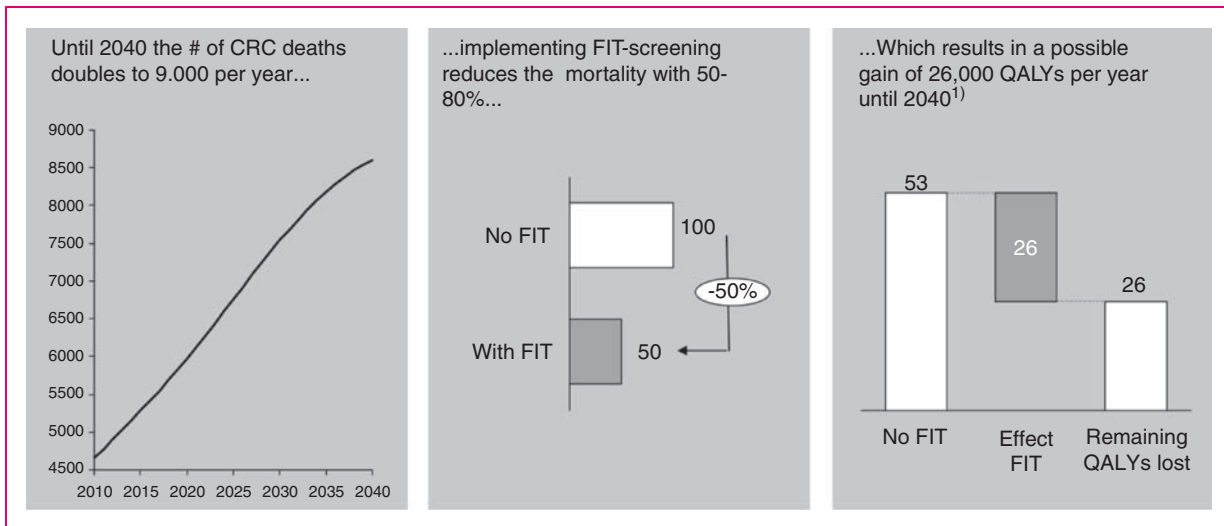 Until 2040 the # of CRC deaths
doubles to 9.000 per year...
9000
8500
8000
7500
7000
6500
6000
5500
5000
4500
2010 2015 2020 2025 2030 2035 2040
...implementing FIT-screening
reduces the mortality with 50-
80%...
No FIT
100
-50%
With FIT
50
...Which results in a possible
gain of 26,000 QALYs per year
until 2040¹⁾
53
26
26
No FIT
Effect
FIT
Remaining
QALYs lost